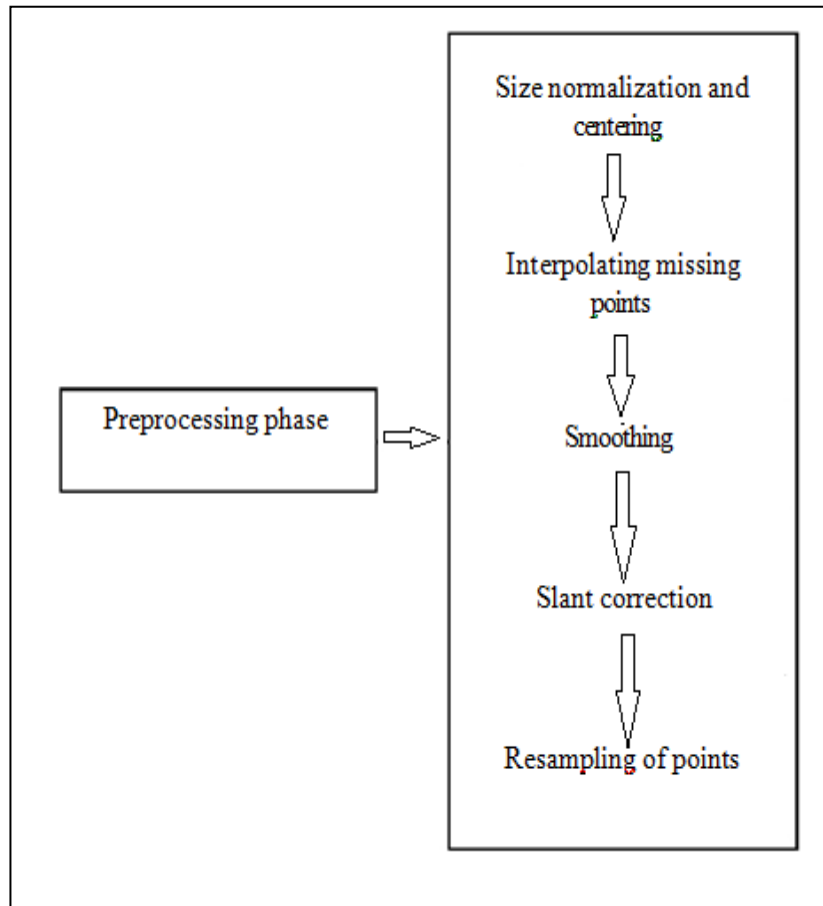 Preprocessing phase
Size normalization and
centering
Interpolating missing
points
Smoothing
Slant correction
Resampling of points